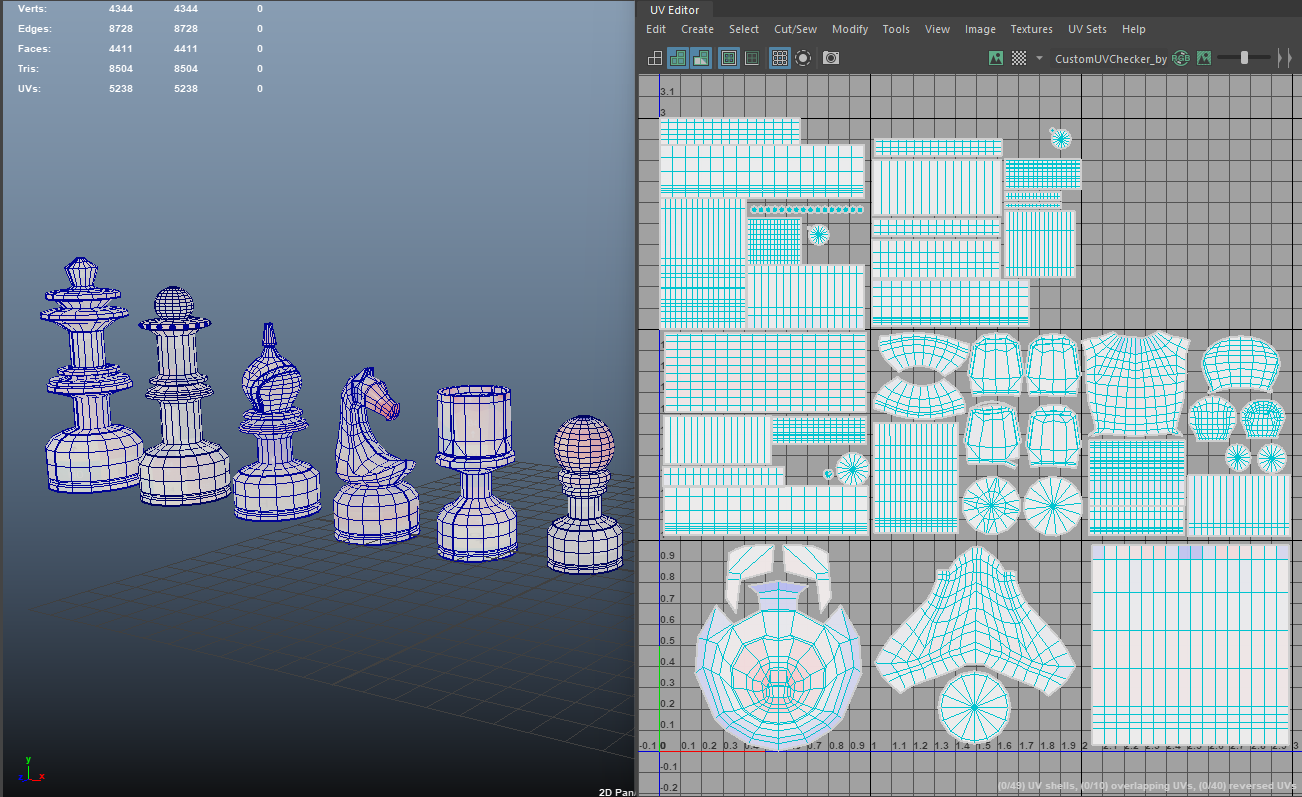 Verts: 4344 4344 0
Edges: 8728 8728 0
Faces: 4411 4411 0
Tris: 8504 8504 0
UVs: 5238 5238 0
y
x
2D Pan
UV Editor
Edit Create Select Cut/Sew Modify Tools View Image Textures UV Sets Help
CustomUVChecker_by RGB
3.1
3
0.9
0.8
0.7
0.6
0.5
0.4
0.3
0.2
0.1
-0.1 0 0.1 0.2 0.3 0.7 0.8 0.9 1 1.1 1.2 1.3 1.4 1.5 1.6 1.7 1.8 1.9 2 2.1 2.2 2.3 2.4 2.5 2.6 2.7 2.8 2.9 3
-0.1
-0.2
(0/49) UV shells, (0/10) overlapping UVs, (0/40) reversed UVs